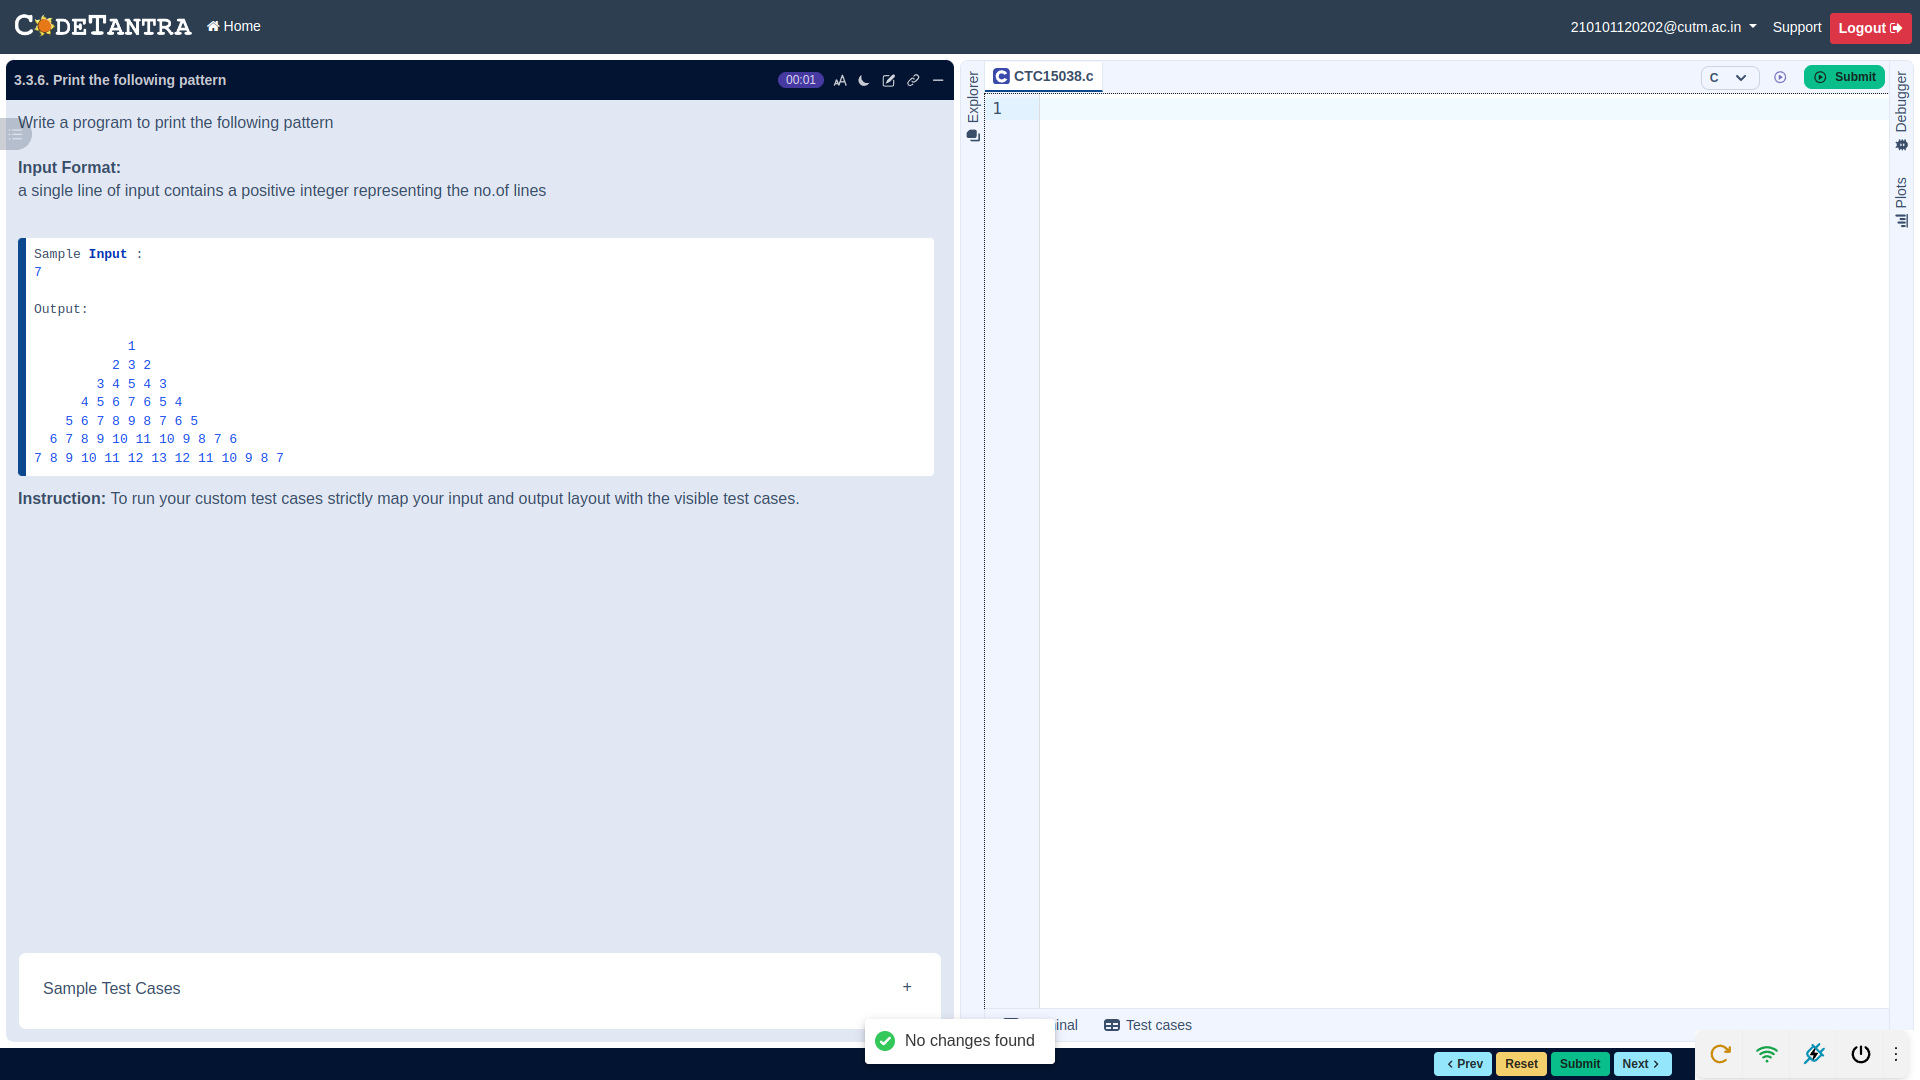 CODETANTRA
Home
210101120202@cutm.ac.in
Support
Logout
3.3.6. Print the following pattern
00:01
Write a program to print the following pattern
Input Format:
a single line of input contains a positive integer representing the no.of lines
Sample Input :
7
Output:
1
2 3 2
3 4 5 4 3
4 5 6 7 6 5 4
5 6 7 8 9 8 7 6 5
6 7 8 9 10 11 10 9 8 7 6
7 8 9 10 11 12 13 12 11 10 9 8 7
Instruction: To run your custom test cases strictly map your input and output layout with the visible test cases.
Sample Test Cases
+
Explorer
CTC15038.c
C
Submit
1
Debugger
Plots
Test cases
No changes found
Prev
Reset
Submit
Next